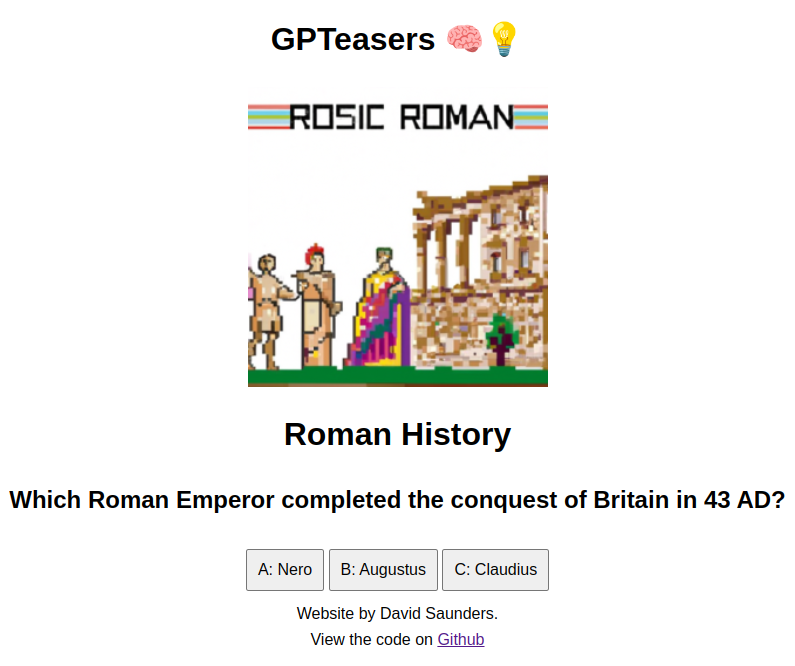 GPTeasers 🧠💡
ROSIC ROMAN
Roman History
Which Roman Emperor completed the conquest of Britain in 43 AD?
A: Nero B: Augustus C: Claudius
Website by David Saunders.
View the code on Github